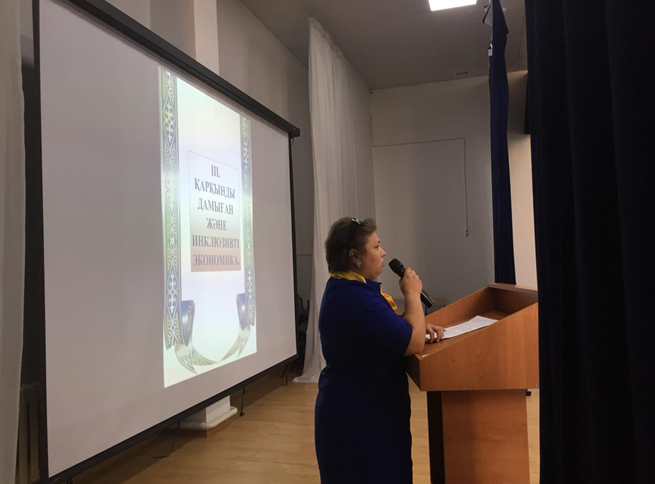 III.
ҚАРҚЫНДЫ
ДАМЫҒАН
ЖӘНЕ
ИНКЛЮЗИВТІ
ЭКОНОМИКА.